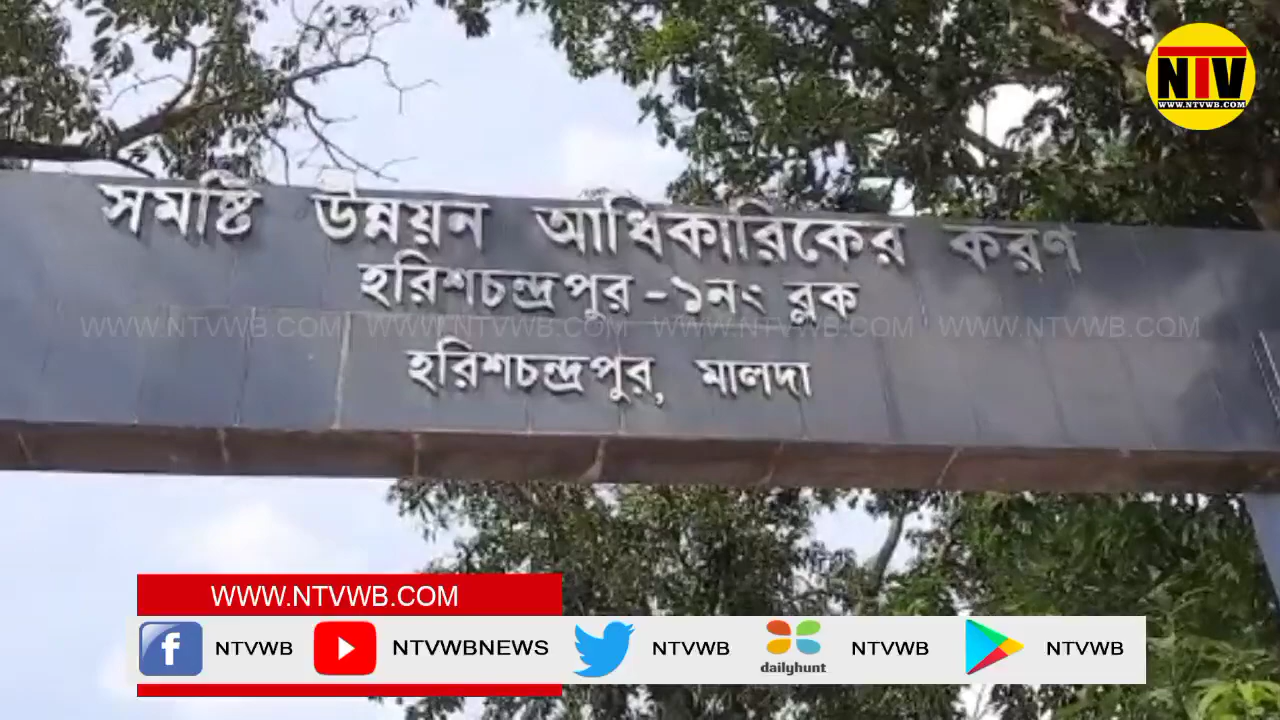 NTV
WWW.NTVWB.COM
সমষ্টি উন্নয়ন আধিকারিকের করণ
হরিশচন্দ্রপুর -১নং ব্লক
WWW.NTVWB.COM WWW.NTVWB.COM WWW.NTVWB.COM WWW.NTVWB.COM
হরিশচন্দ্রপুর, মালদা
WWW.NTVWB.COM
NTVWB NTVWBNEWS NTVWB dailyhunt NTVWB NTVWB